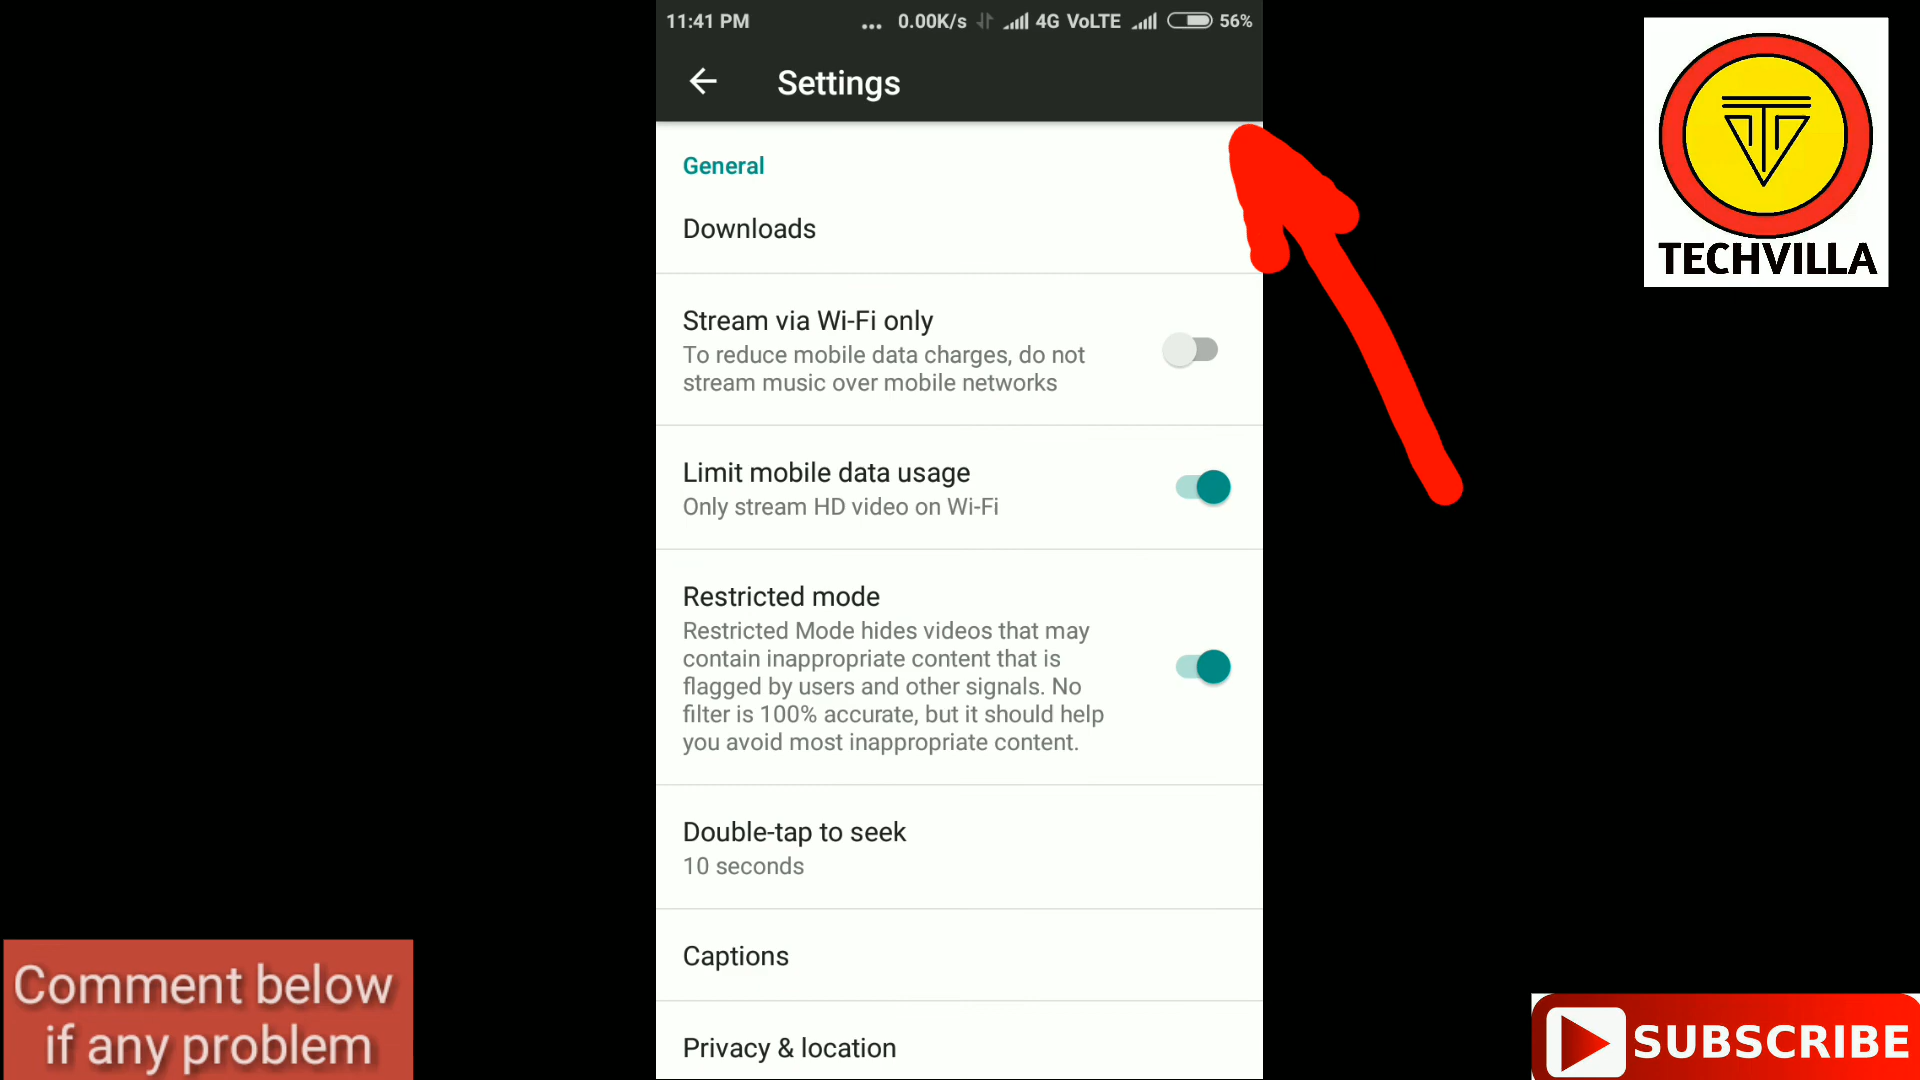 11:41 PM ... 0.00K/s 4G VoLTE 56%
Settings
General
Downloads
Stream via Wi-Fi only
To reduce mobile data charges, do not
stream music over mobile networks
Limit mobile data usage
Only stream HD video on Wi-Fi
Restricted mode
Restricted Mode hides videos that may
contain inappropriate content that is
flagged by users and other signals. No
filter is 100% accurate, but it should help
you avoid most inappropriate content.
Double-tap to seek
10 seconds
Captions
Privacy & location
TECHVILLA
Comment below
if any problem
SUBSCRIBE